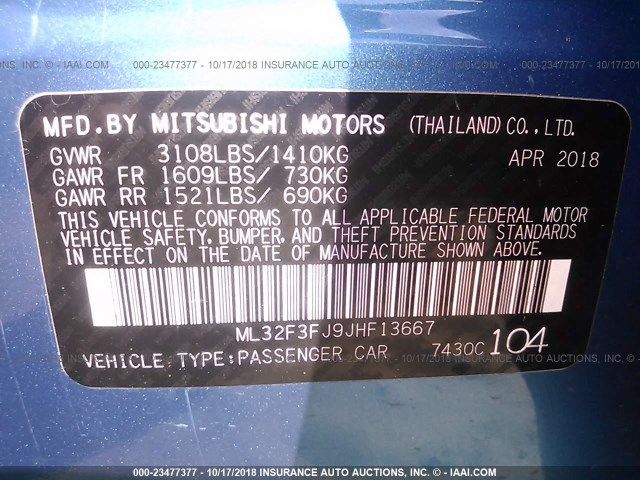 000-23477377 - 10/17/2018 INSURANCE AUTO AUCTIONS, INC. - © IAAI.COM
MFD.BY MITSUBISHI MOTORS (THAILAND)CO.,LTD.
GVWR 3108LBS/1410KG APR 2018
GAWR FR 1609LBS/ 730KG
GAWR RR 1521LBS/ 690KG
THIS VEHICLE CONFORMS TO ALL APPLICABLE FEDERAL MOTOR
VEHICLE SAFETY, BUMPER, AND THEFT PREVENTION STANDARDS
IN EFFECT ON THE DATE OF MANUFACTURE SHOWN ABOVE.
ML32F3FJ9JHF13667
VEHICLE TYPE:PASSENGER CAR 7430C 104
000-23477377 - 10/17/2018 INSURANCE AUTO AUCTIONS, INC. - © IAAI.COM